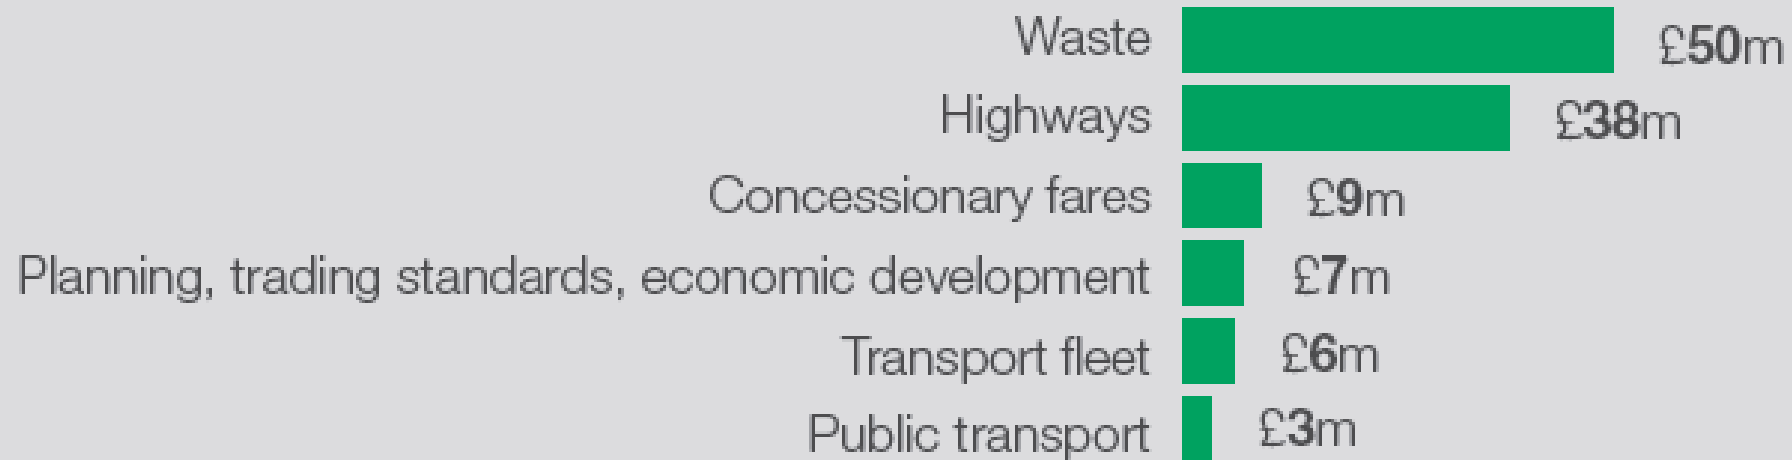 Waste £50m
Highways £38m
Concessionary fares £9m
Planning, trading standards, economic development £7m
Transport fleet £6m
Public transport £3m